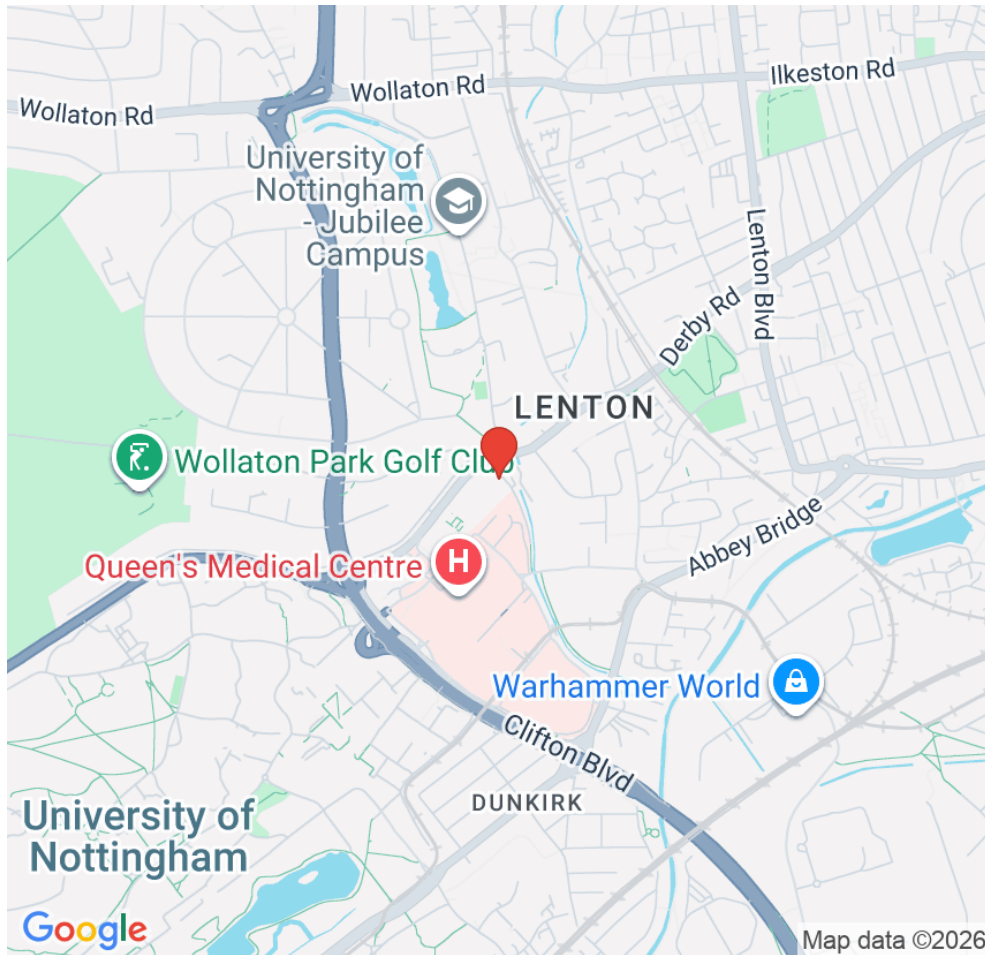 Wollaton Rd
Wollaton Rd
Ilkeston Rd
University of
Nottingham
- Jubilee
Campus
Lenton Blvd
Derby Rd
LENTON
Wollaton Park Golf Club
Queen's Medical Centre
H
Abbey Bridge
Warhammer World
Clifton Blvd
DUNKIRK
University of
Nottingham
Google
Map data ©2026